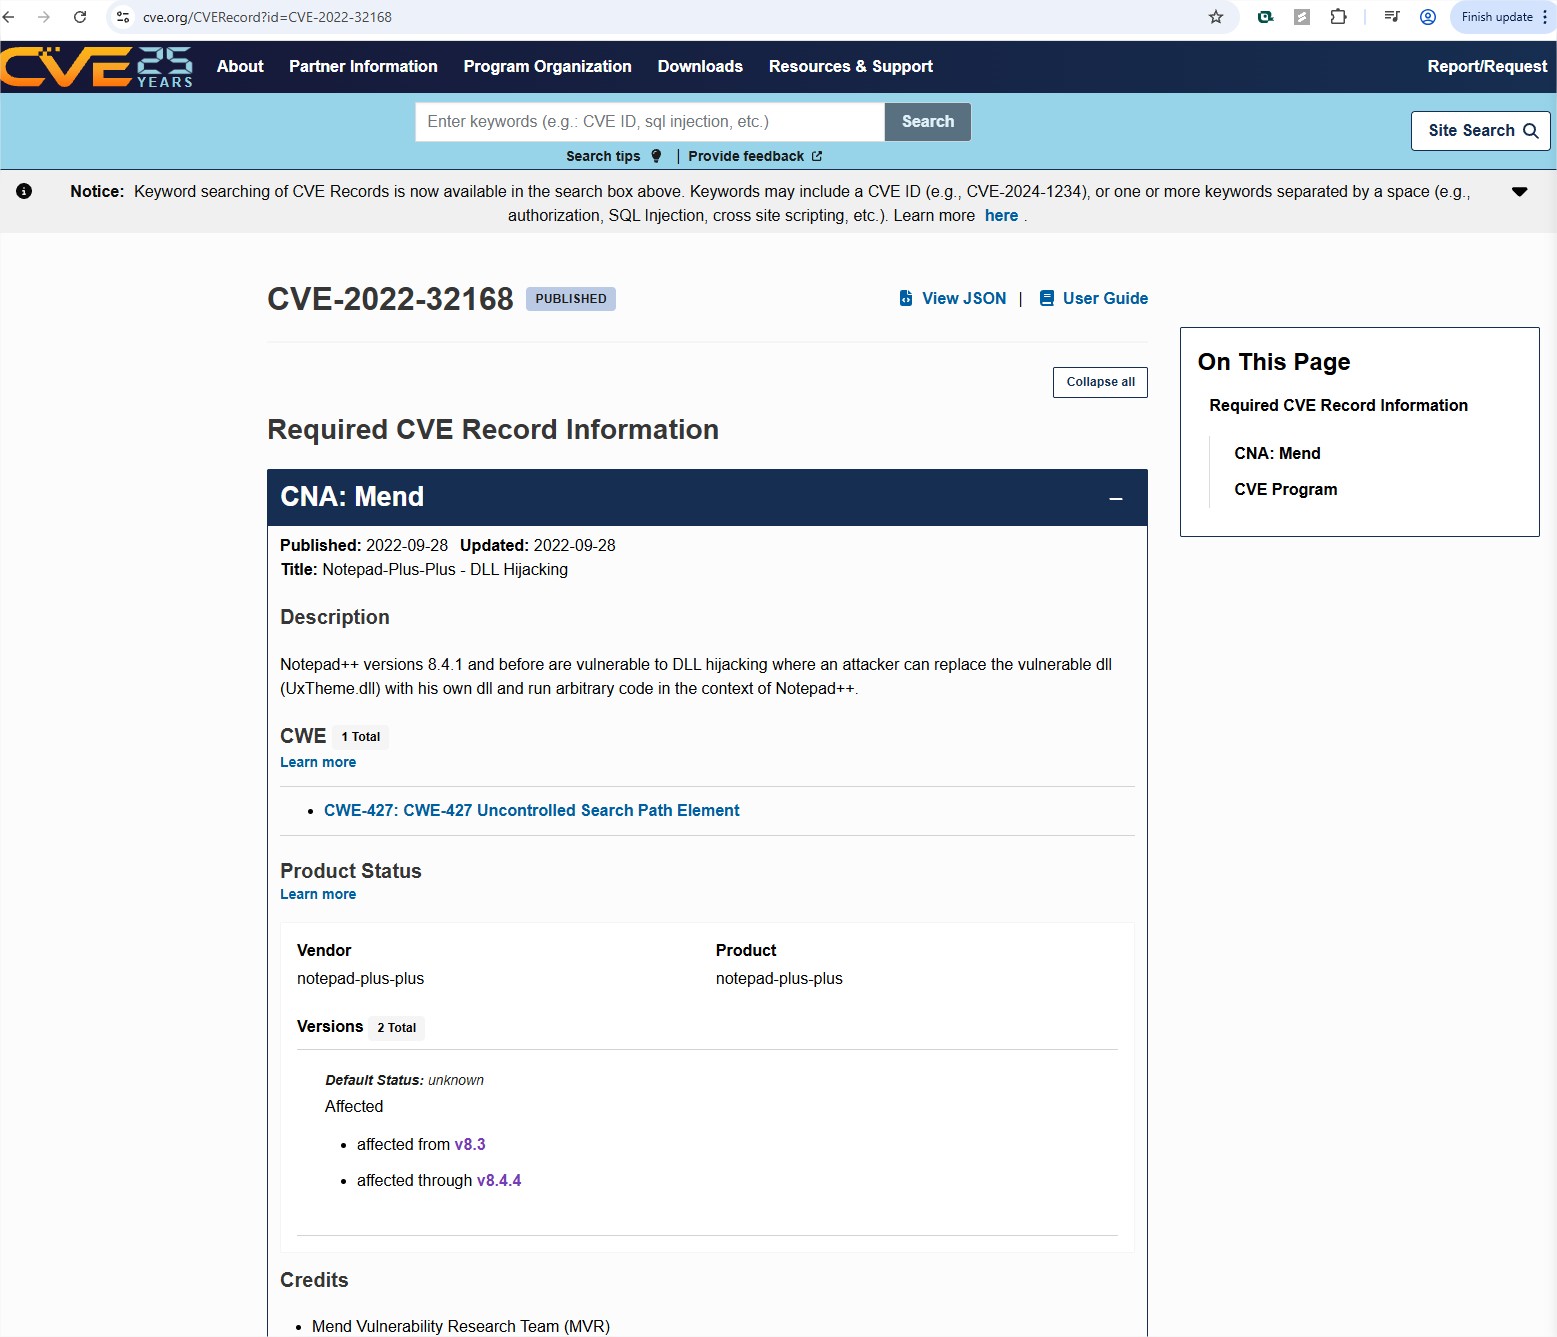 cve.org/CVERecord?id=CVE-2022-32168
Finish update
CVE 25 YEARS
About
Partner Information
Program Organization
Downloads
Resources & Support
Report/Request
Enter keywords (e.g.: CVE ID, sql injection, etc.)
Search
Site Search
Search tips | Provide feedback
Notice: Keyword searching of CVE Records is now available in the search box above. Keywords may include a CVE ID (e.g., CVE-2024-1234), or one or more keywords separated by a space (e.g.,
authorization, SQL Injection, cross site scripting, etc.). Learn more here .
CVE-2022-32168 PUBLISHED
View JSON | User Guide
Collapse all
On This Page
Required CVE Record Information
CNA: Mend
CVE Program
Required CVE Record Information
CNA: Mend
Published: 2022-09-28 Updated: 2022-09-28
Title: Notepad-Plus-Plus - DLL Hijacking
Description
Notepad++ versions 8.4.1 and before are vulnerable to DLL hijacking where an attacker can replace the vulnerable dll
(UxTheme.dll) with his own dll and run arbitrary code in the context of Notepad++.
CWE 1 Total
Learn more
• CWE-427: CWE-427 Uncontrolled Search Path Element
Product Status
Learn more
Vendor
notepad-plus-plus
Product
notepad-plus-plus
Versions 2 Total
Default Status: unknown
Affected
• affected from v8.3
• affected through v8.4.4
Credits
• Mend Vulnerability Research Team (MVR)